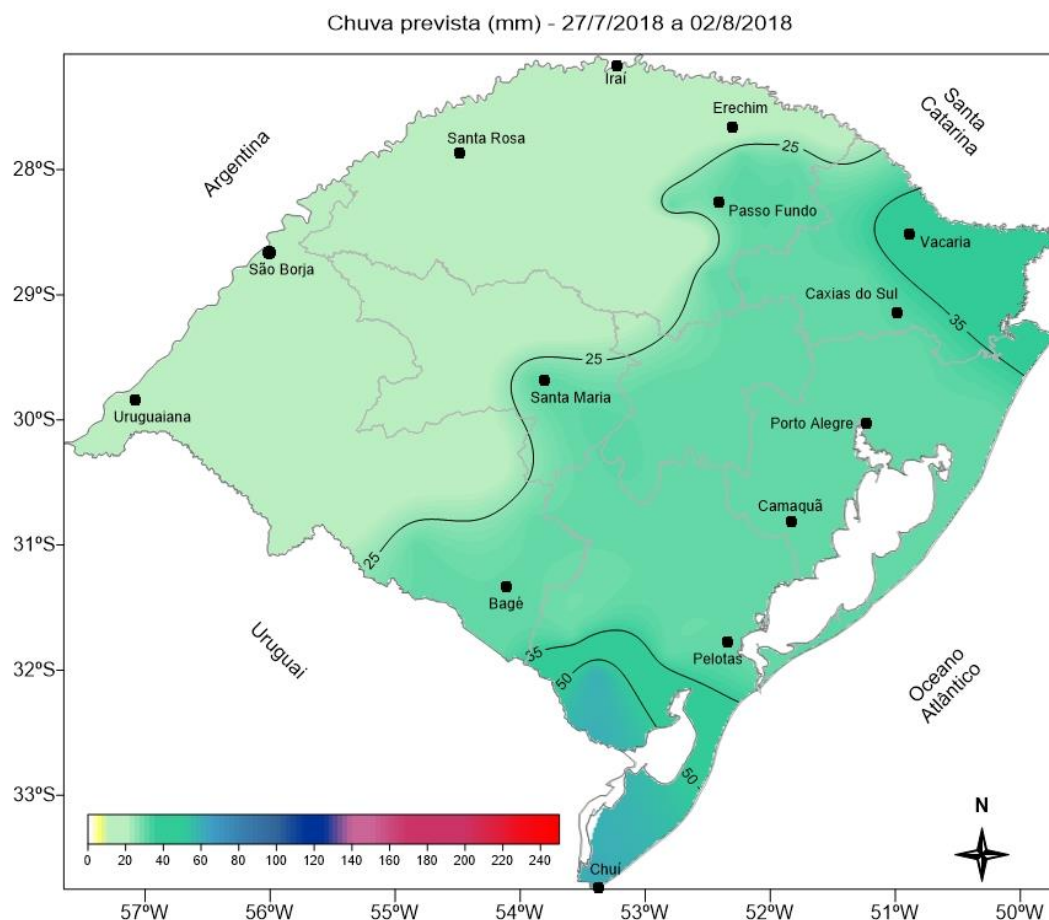 Chuva prevista (mm) - 27/7/2018 a 02/8/2018
Iraí
Erechim
Santa
Catarina
Santa Rosa
Argentina
28ºS
25
Passo Fundo
São Borja
Vacaria
29ºS
Caxias do Sul
35
25
Santa Maria
Uruguaiana
30ºS
Porto Alegre
Camaquã
31ºS
25
Bagé
Uruguai
Pelotas
35
50
32ºS
Oceano
Atlântico
50
33ºS
N
0 20 40 60 80 100 120 140 160 180 200 220 240
Chuí
57ºW 56ºW 55ºW 54ºW 53ºW 52ºW 51ºW 50ºW